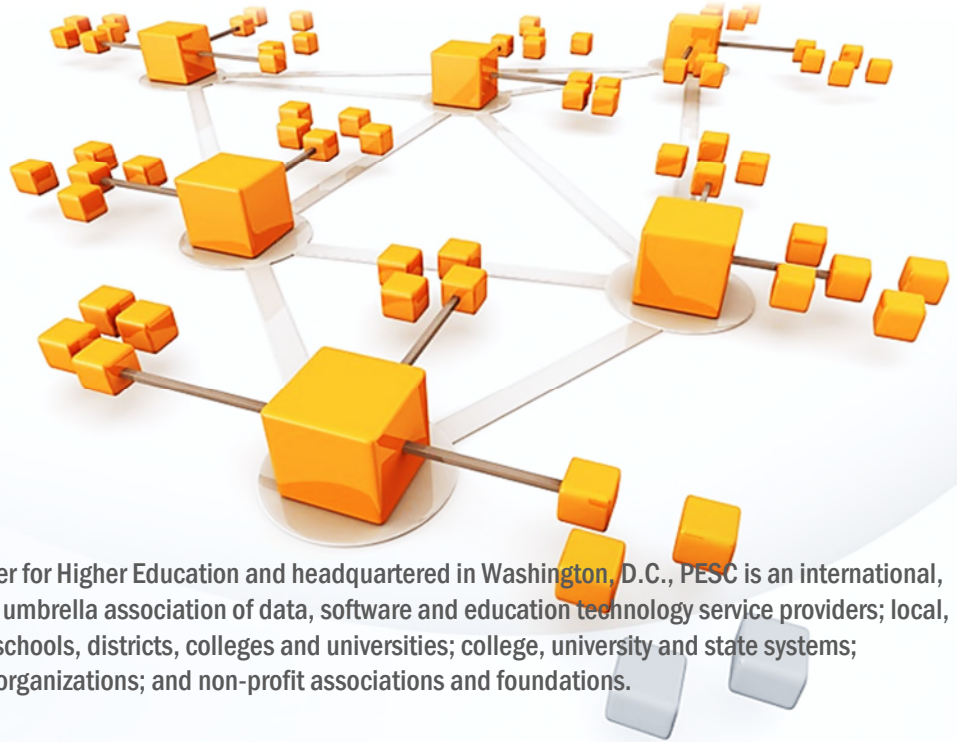 er for Higher Education and headquartered in Washington, D.C., PESC is an international,
umbrella association of data, software and education technology service providers; local,
schools, districts, colleges and universities; college, university and state systems;
organizations; and non-profit associations and foundations.